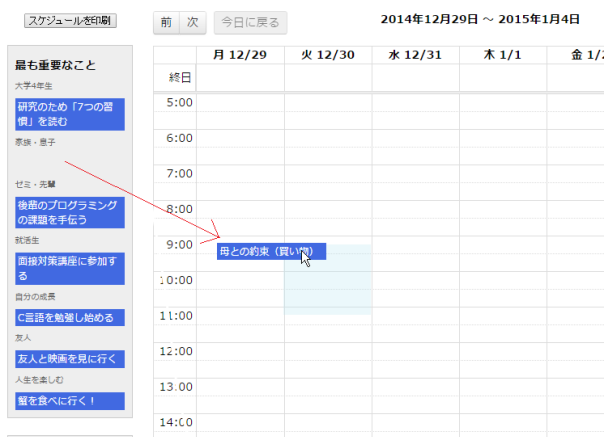 スケジュールを印刷
前 次 今日に戻る
2014年12月29日 ～ 2015年1月4日
最も重要なこと
大学4年生
研究のため「7つの習
慣」を読む
家族・息子
ゼミ・先輩
後輩のプログラミング
の課題を手伝う
就活生
面接対策講座に参加す
る
自分の成長
C言語を勉強し始める
友人
友人と映画を見に行く
人生を楽しむ
蟹を食べに行く！
月 12/29 火 12/30 水 12/31 木 1/1 金 1/2
終日
5:00
6:00
7:00
8:00
9:00
母との約束（買い物）
10:00
11:00
12:00
13:00
14:00